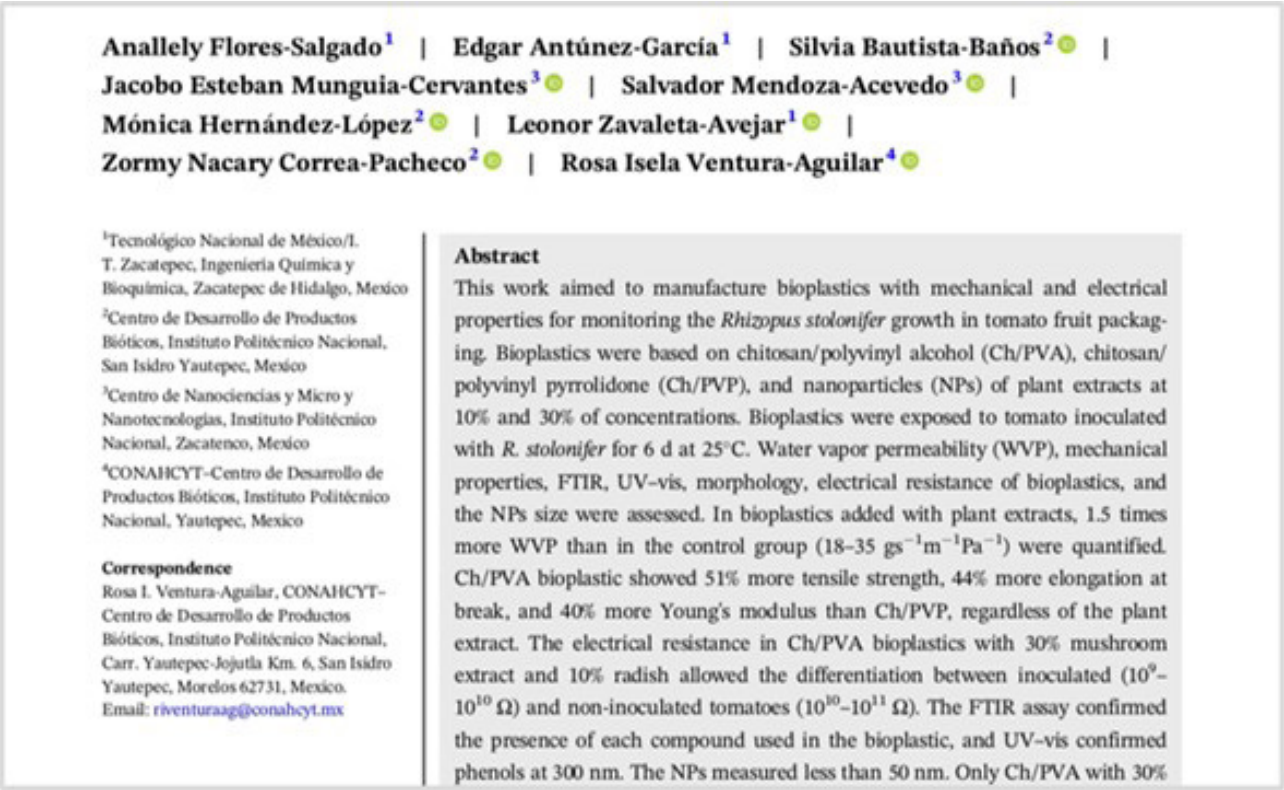 Anallely Flores-Salgado¹ | Edgar Antúnez-García¹ | Silvia Bautista-Baños² |
Jacobo Esteban Munguia-Cervantes³ | Salvador Mendoza-Acevedo³ |
Mónica Hernández-López² | Leonor Zavaleta-Avejar¹ |
Zormy Nacary Correa-Pacheco² | Rosa Isela Ventura-Aguilar⁴
¹Tecnológico Nacional de México/I.
T. Zacatepec, Ingeniería Química y
Bioquímica, Zacatepec de Hidalgo, Mexico
²Centro de Desarrollo de Productos
Bióticos, Instituto Politécnico Nacional,
San Isidro Yautepec, Mexico
³Centro de Nanociencias y Micro y
Nanotecnologías, Instituto Politécnico
Nacional, Zacatenco, Mexico
⁴CONAHCYT–Centro de Desarrollo de
Productos Bióticos, Instituto Politécnico
Nacional, Yautepec, Mexico
Correspondence
Rosa I. Ventura-Aguilar, CONAHCYT–
Centro de Desarrollo de Productos
Bióticos, Instituto Politécnico Nacional,
Carr. Yautepec-Jojutla Km. 6, San Isidro
Yautepec, Morelos 62731, Mexico.
Email: riventuraag@conahcyt.mx
Abstract
This work aimed to manufacture bioplastics with mechanical and electrical
properties for monitoring the Rhizopus stolonifer growth in tomato fruit packag-
ing. Bioplastics were based on chitosan/polyvinyl alcohol (Ch/PVA), chitosan/
polyvinyl pyrrolidone (Ch/PVP), and nanoparticles (NPs) of plant extracts at
10% and 30% of concentrations. Bioplastics were exposed to tomato inoculated
with R. stolonifer for 6 d at 25°C. Water vapor permeability (WVP), mechanical
properties, FTIR, UV–vis, morphology, electrical resistance of bioplastics, and
the NPs size were assessed. In bioplastics added with plant extracts, 1.5 times
more WVP than in the control group (18–35 gs⁻¹m⁻¹Pa⁻¹) were quantified.
Ch/PVA bioplastic showed 51% more tensile strength, 44% more elongation at
break, and 40% more Young's modulus than Ch/PVP, regardless of the plant
extract. The electrical resistance in Ch/PVA bioplastics with 30% mushroom
extract and 10% radish allowed the differentiation between inoculated (10⁹–
10¹⁰ Ω) and non-inoculated tomatoes (10¹⁰–10¹¹ Ω). The FTIR assay confirmed
the presence of each compound used in the bioplastic, and UV–vis confirmed
phenols at 300 nm. The NPs measured less than 50 nm. Only Ch/PVA with 30%